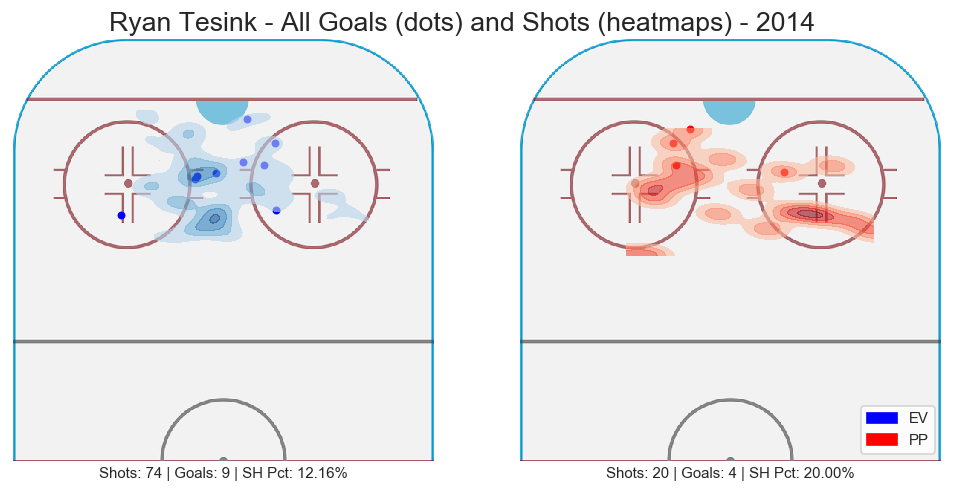 Ryan Tesink - All Goals (dots) and Shots (heatmaps) - 2014
EV
PP
Shots: 74 | Goals: 9 | SH Pct: 12.16%
Shots: 20 | Goals: 4 | SH Pct: 20.00%